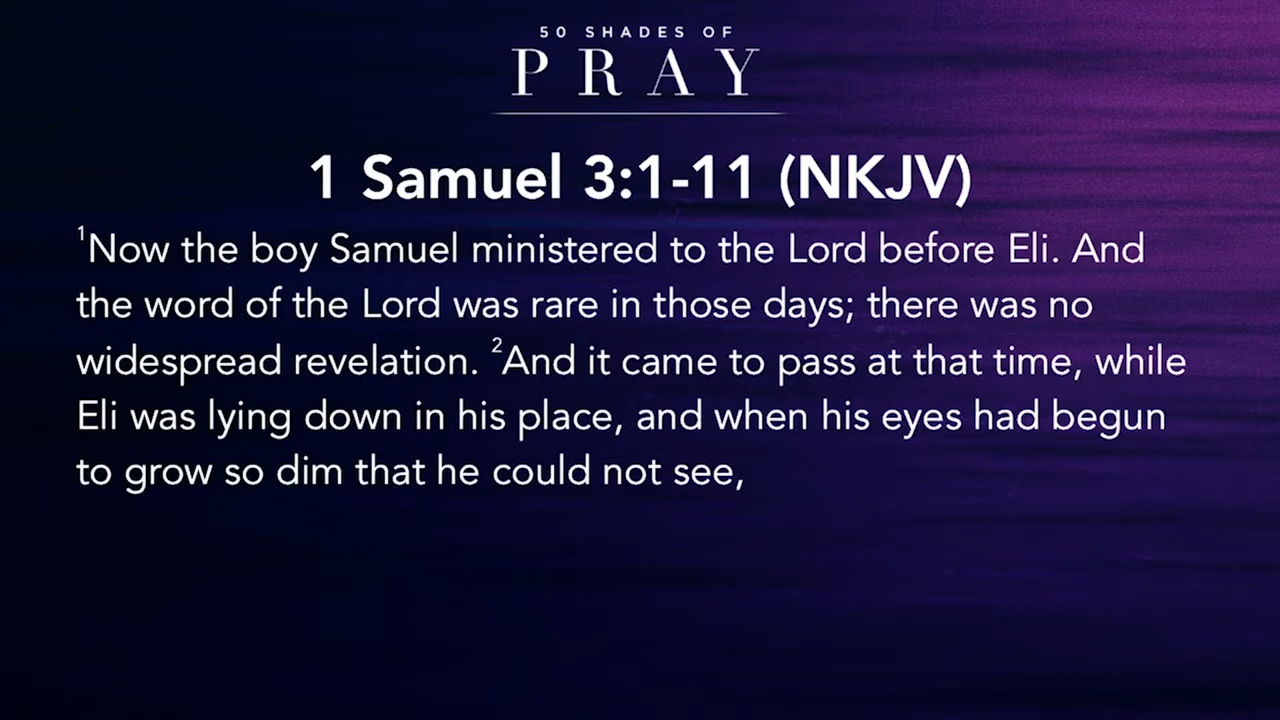 50 SHADES OF
PRAY
1 Samuel 3:1-11 (NKJV)
¹Now the boy Samuel ministered to the Lord before Eli. And
the word of the Lord was rare in those days; there was no
widespread revelation. ²And it came to pass at that time, while
Eli was lying down in his place, and when his eyes had begun
to grow so dim that he could not see,